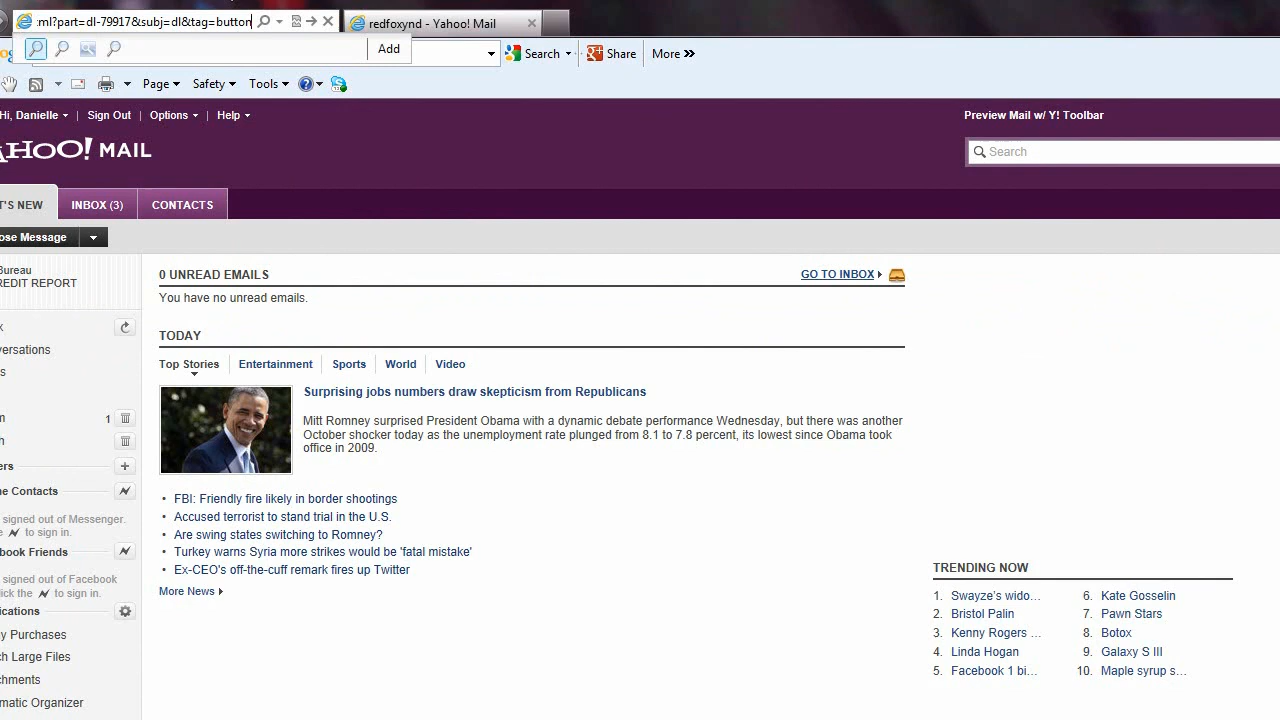 :ml?part=dl-79917&subj=dl&tag=button
redfoxynd - Yahoo! Mail
Add
Search
Share
More »
Page
Safety
Tools
Hi, Danielle | Sign Out | Options | Help
Preview Mail w/ Y! Toolbar
AHOO! MAIL
Search
T'S NEW
INBOX (3)
CONTACTS
ose Message
Bureau
REDIT REPORT
0 UNREAD EMAILS
GO TO INBOX
You have no unread emails.
TODAY
Top Stories
Entertainment
Sports
World
Video
Surprising jobs numbers draw skepticism from Republicans
Mitt Romney surprised President Obama with a dynamic debate performance Wednesday, but there was another
October shocker today as the unemployment rate plunged from 8.1 to 7.8 percent, its lowest since Obama took
office in 2009.
• FBI: Friendly fire likely in border shootings
• Accused terrorist to stand trial in the U.S.
• Are swing states switching to Romney?
• Turkey warns Syria more strikes would be 'fatal mistake'
• Ex-CEO's off-the-cuff remark fires up Twitter
More News
x
versations
s
m 1
h
ers
ne Contacts
signed out of Messenger.
e to sign in.
book Friends
signed out of Facebook
lick the to sign in.
ications
y Purchases
ch Large Files
chments
matic Organizer
TRENDING NOW
1. Swayze's wido...
2. Bristol Palin
3. Kenny Rogers ...
4. Linda Hogan
5. Facebook 1 bi...
6. Kate Gosselin
7. Pawn Stars
8. Botox
9. Galaxy S III
10. Maple syrup s...